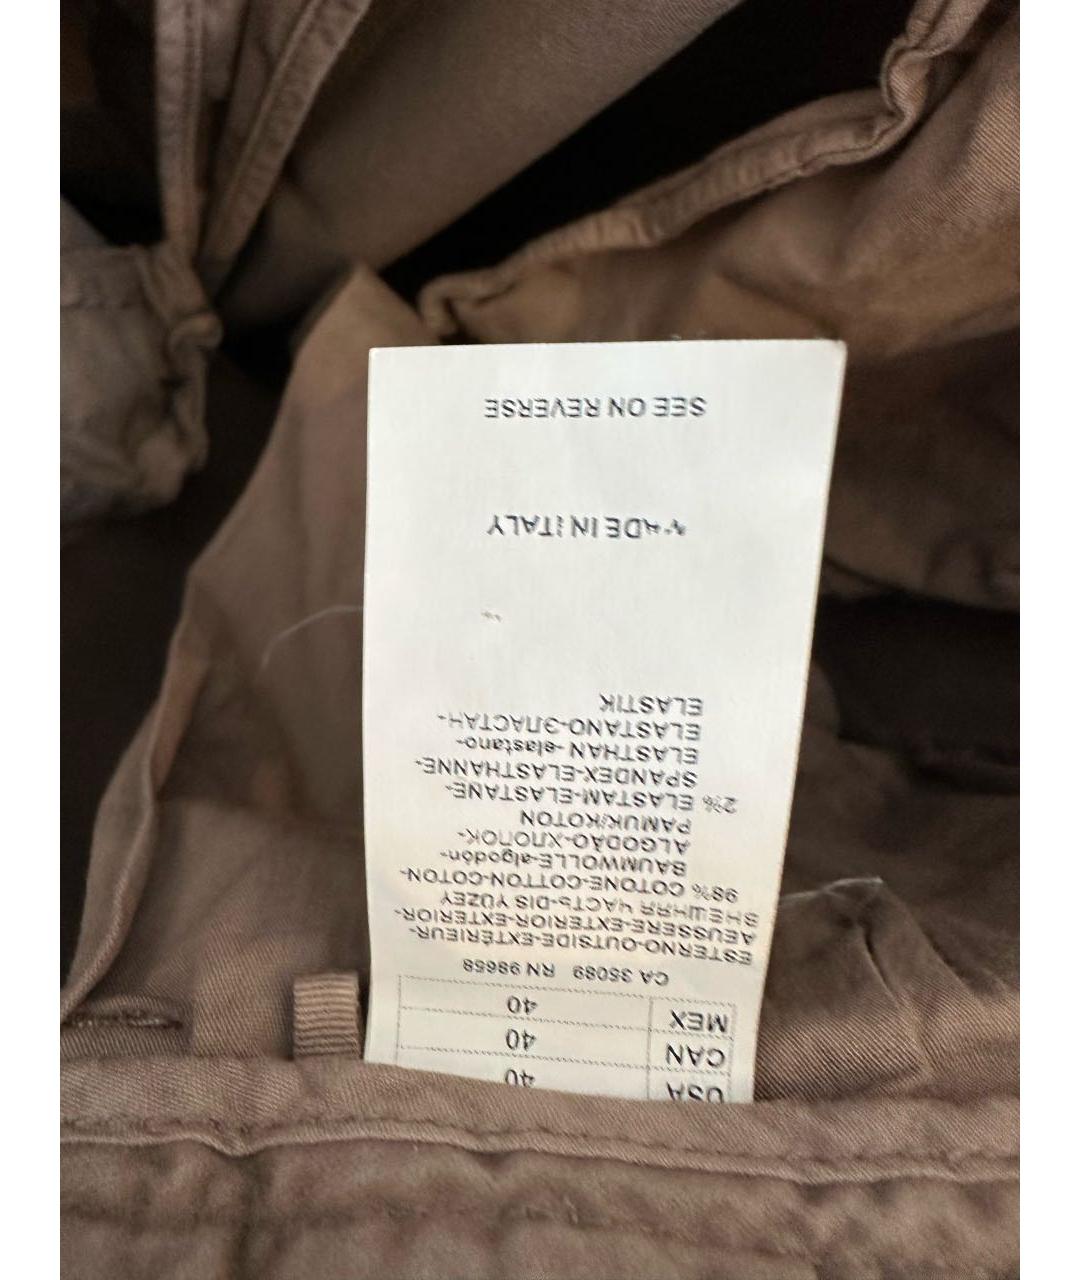 USA 40
CAN 40
MEX 40
CA 35089 RN 98658
ESTERNO-OUTSIDE-EXTÉRIEUR-
AEUSSERE-EXTERIOR-EXTERIOR-
ВНЕШНЯЯ ЧАСТЬ-DIS YÜZEY
98% COTONE-COTTON-COTON-
BAUMWOLLE-algodón-
ALGODÃO-ХЛОПОК-
PAMUK/KOTON
2% ELASTAM-ELASTANE-
SPANDEX-ELASTHANNE-
ELASTHAN -elastano-
ELASTANO-ЭЛАСТАН-
ELASTIK
MADE IN ITALY
SEE ON REVERSE